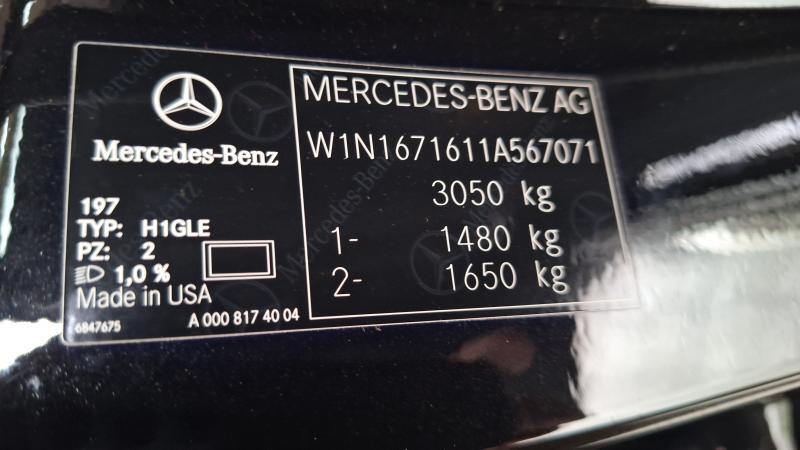 Mercedes-Benz
197
TYP: H1GLE
PZ: 2
1,0 %
Made in USA
6847675
A 000 817 40 04
MERCEDES-BENZ AG
W1N1671611A567071
3050 kg
1- 1480 kg
2- 1650 kg